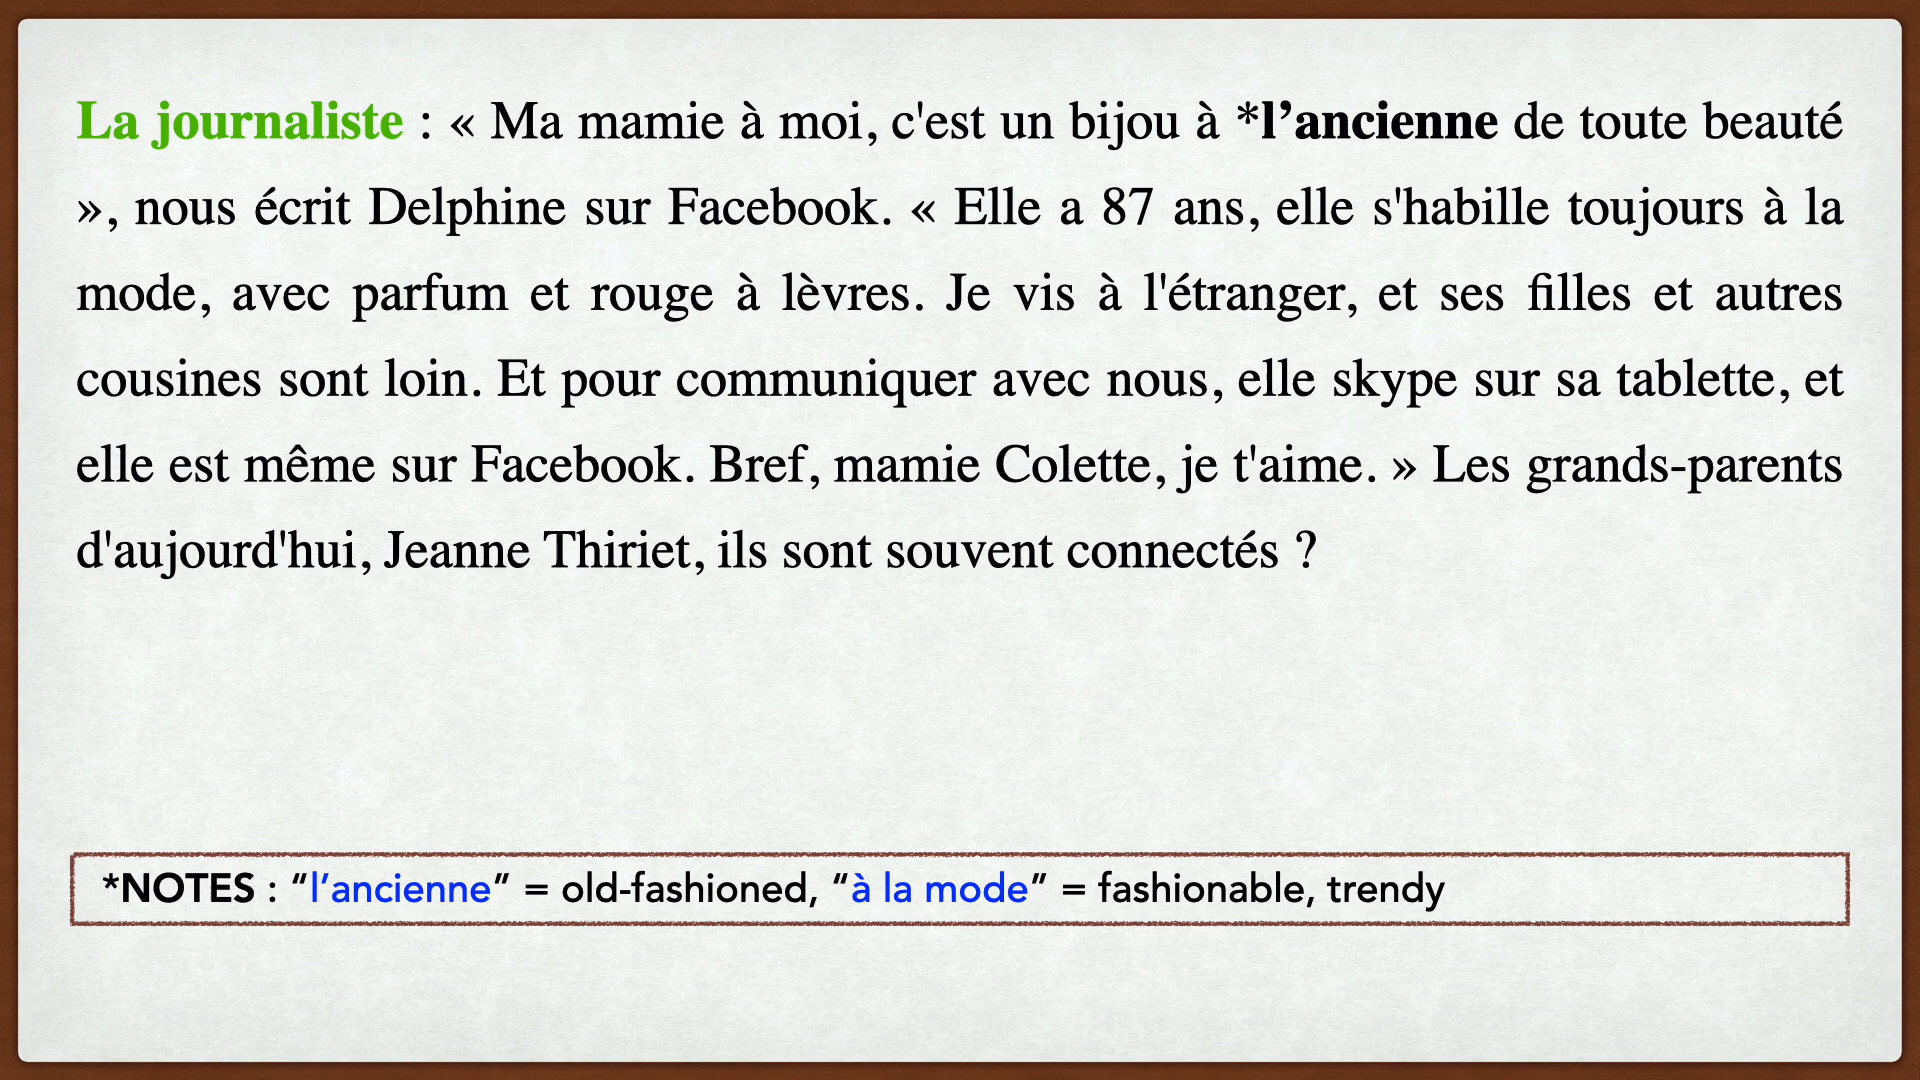 La journaliste : « Ma mamie à moi, c'est un bijou à *l’ancienne de toute beauté
», nous écrit Delphine sur Facebook. « Elle a 87 ans, elle s'habille toujours à la
mode, avec parfum et rouge à lèvres. Je vis à l'étranger, et ses filles et autres
cousines sont loin. Et pour communiquer avec nous, elle skype sur sa tablette, et
elle est même sur Facebook. Bref, mamie Colette, je t'aime. » Les grands-parents
d'aujourd'hui, Jeanne Thiriet, ils sont souvent connectés ?
*NOTES : “l’ancienne” = old-fashioned, “à la mode” = fashionable, trendy